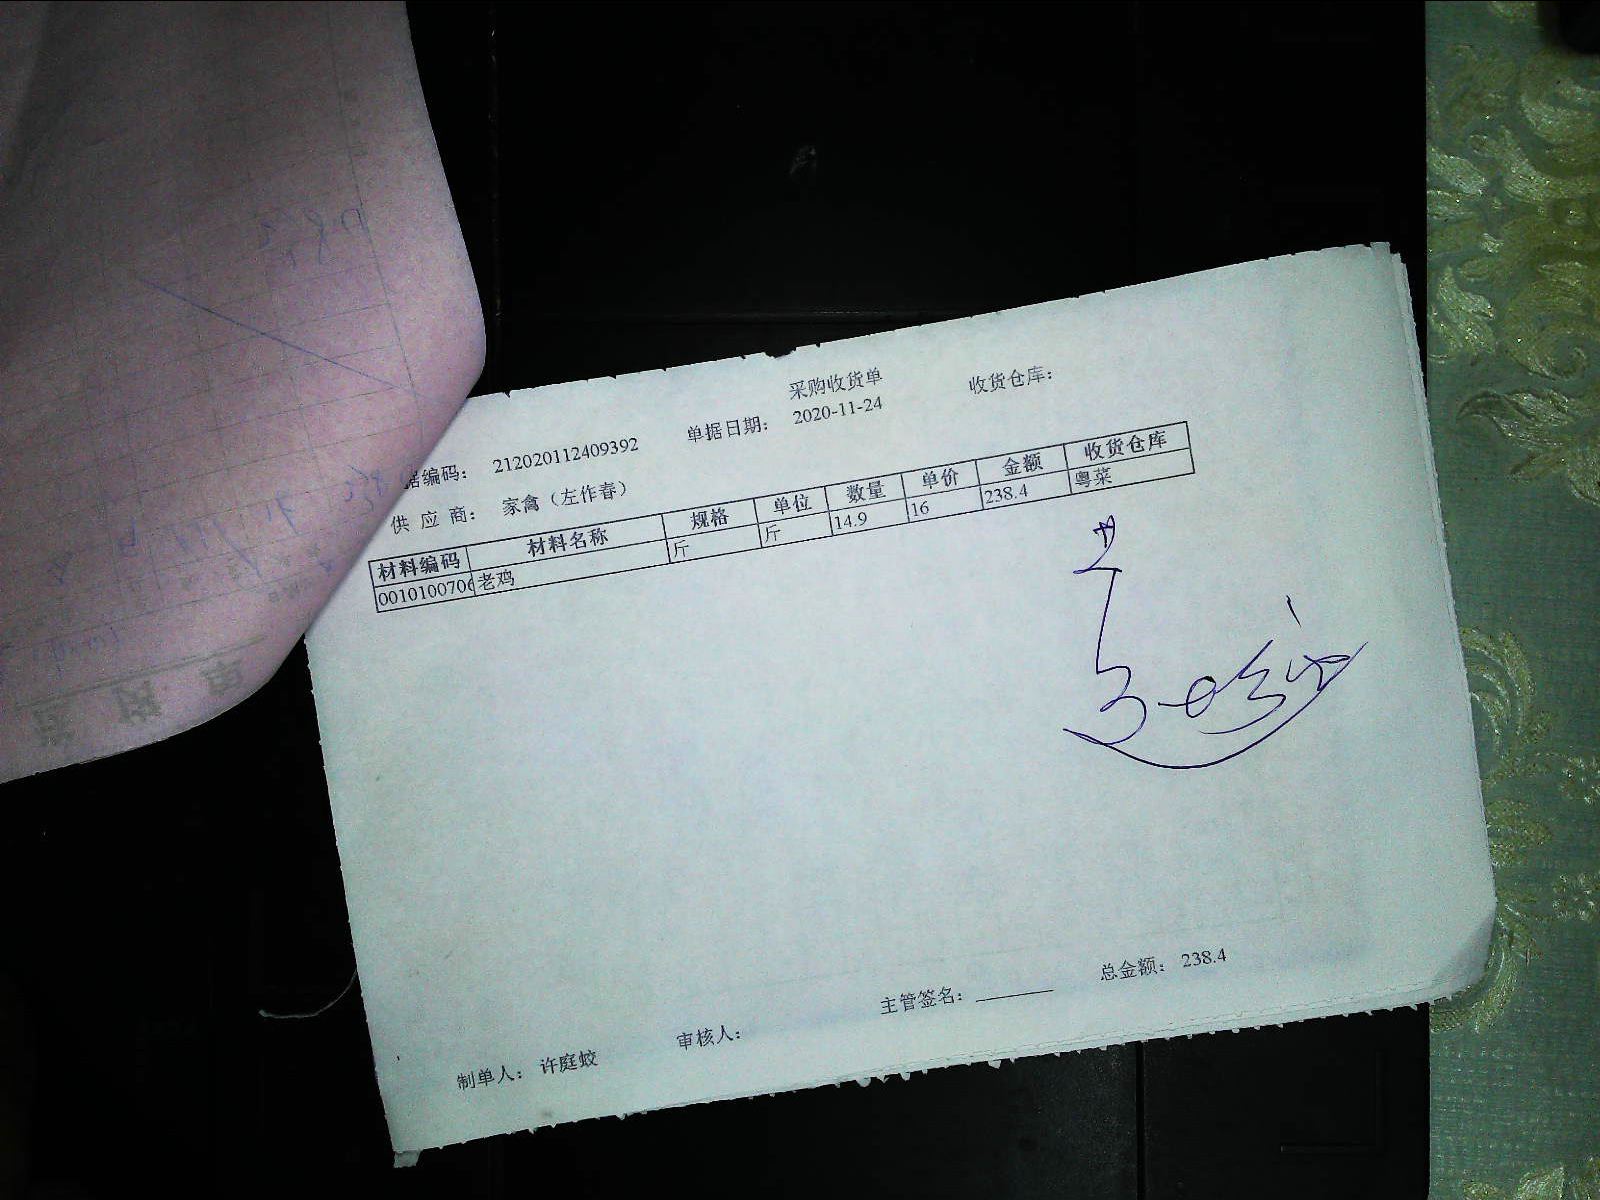 采购收货单
据编码： 212020112409392 单据日期： 2020-11-24 收货仓库：
供 应 商： 家禽（左作春）
材料编码 材料名称 规格 单位 数量 单价 金额 收货仓库
0010100706 老鸡 斤 斤 14.9 16 238.4 粤菜
制单人： 许庭蛟 审核人： 主管签名： 总金额： 238.4